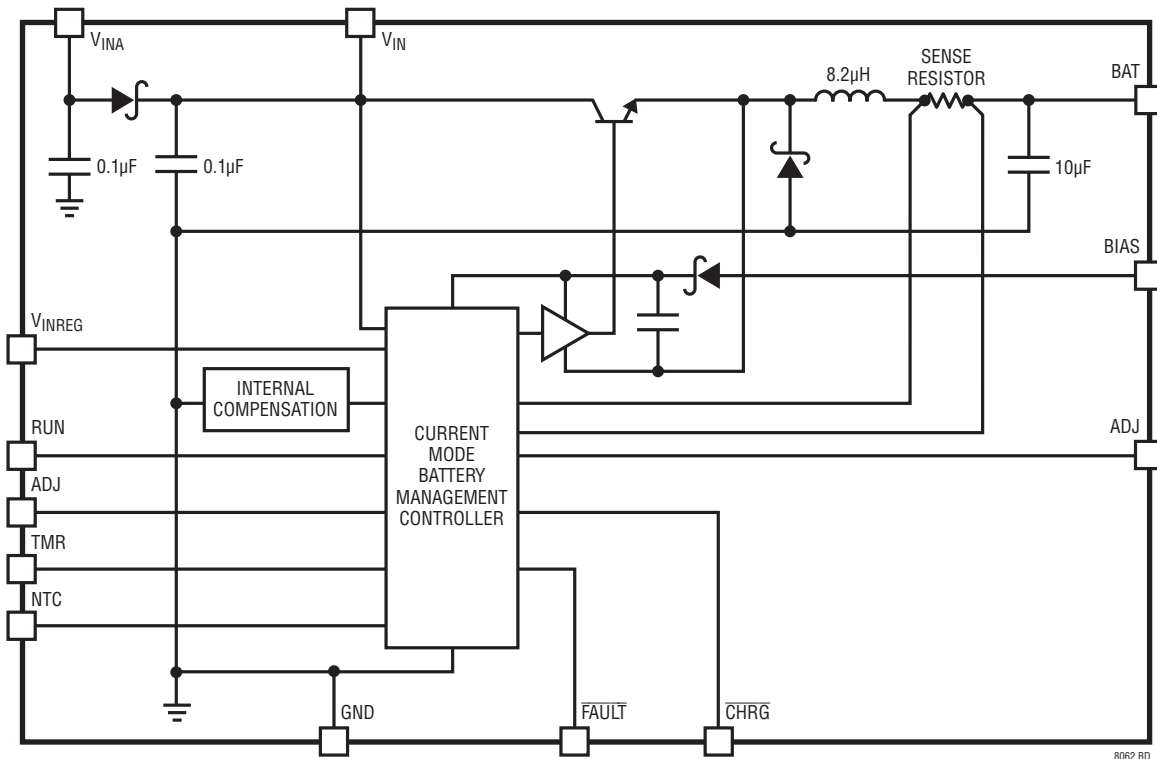 VINA
VIN
SENSE
RESISTOR
8.2µH
BAT
0.1µF
0.1µF
10µF
BIAS
VINREG
INTERNAL
COMPENSATION
RUN
ADJ
CURRENT
MODE
BATTERY
MANAGEMENT
CONTROLLER
ADJ
TMR
NTC
GND
FAULT
CHRG
8062 BD